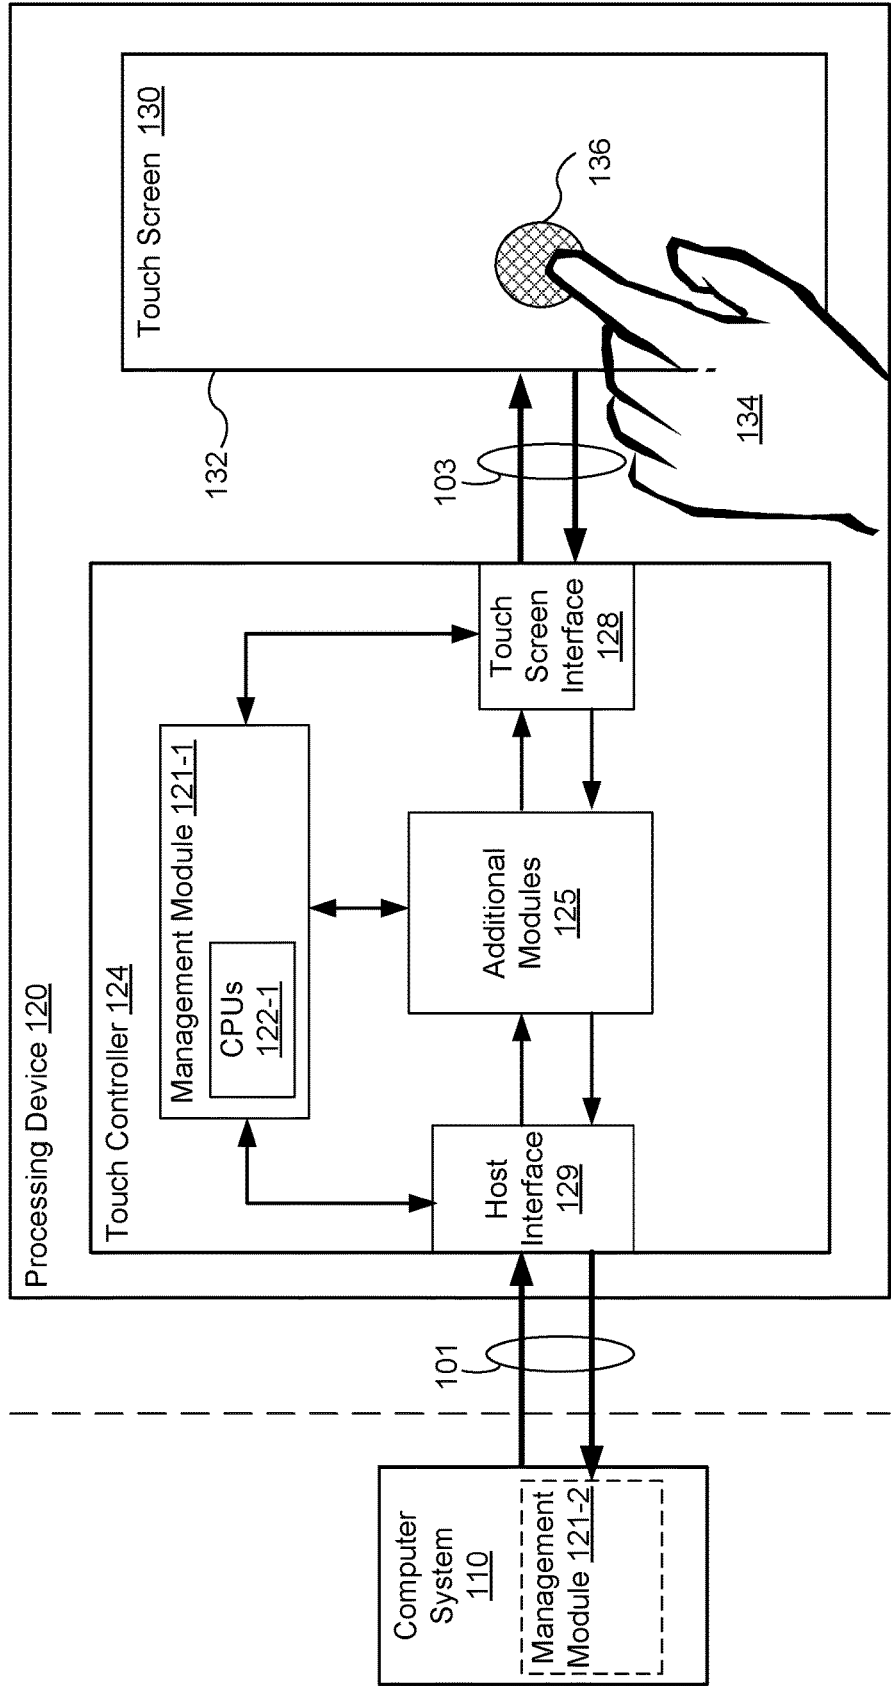 Processing Device 120
Touch Controller 124
Management Module 121-1
CPUs
122-1
Touch Screen 130
132
136
134
103
101
Computer
System
110
Management
Module 121-2
Host
Interface
129
Additional
Modules
125
Touch
Screen
Interface
128